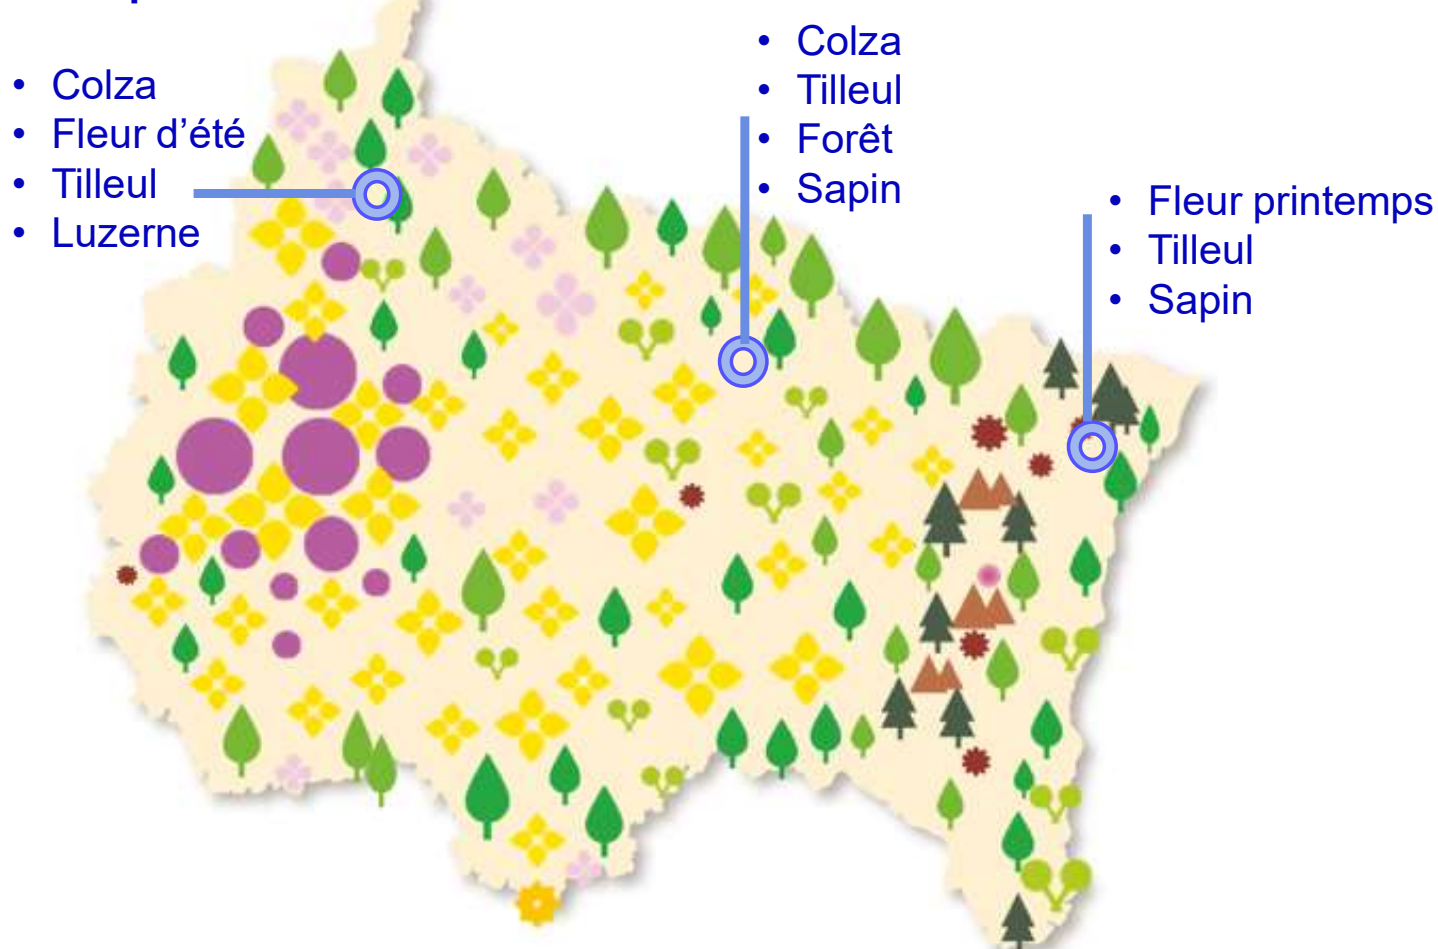 • Colza
• Fleur d’été
• Tilleul
• Luzerne
• Colza
• Tilleul
• Forêt
• Sapin
• Fleur printemps
• Tilleul
• Sapin